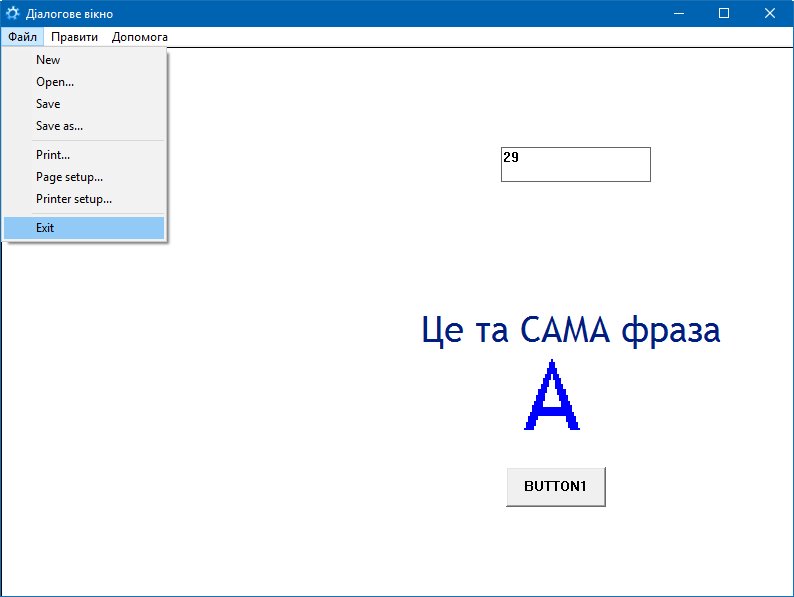 Діалогове вікно
Файл Правити Допомога
New
Open...
Save
Save as...
Print...
Page setup...
Printer setup...
Exit
29
Це та САМА фраза
A
BUTTON1